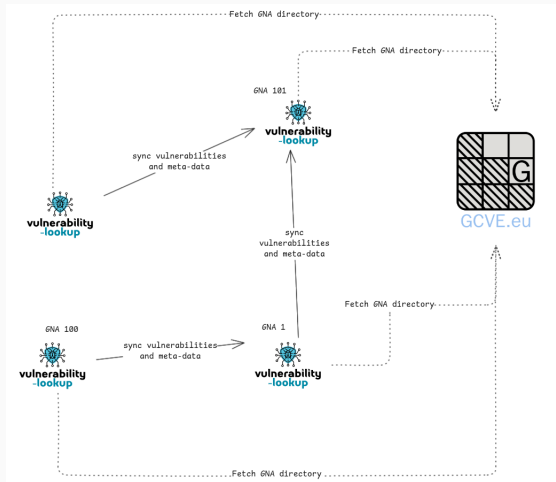 Fetch GNA directory
Fetch GNA directory
GNA 101
vulnerability
-lookup
sync vulnerabilities
and meta-data
G
GCVE.eu
vulnerability
-lookup
sync
vulnerabilities
and meta-data
Fetch GNA directory
GNA 100
GNA 1
sync vulnerabilities
and meta-data
vulnerability
-lookup
vulnerability
-lookup
Fetch GNA directory